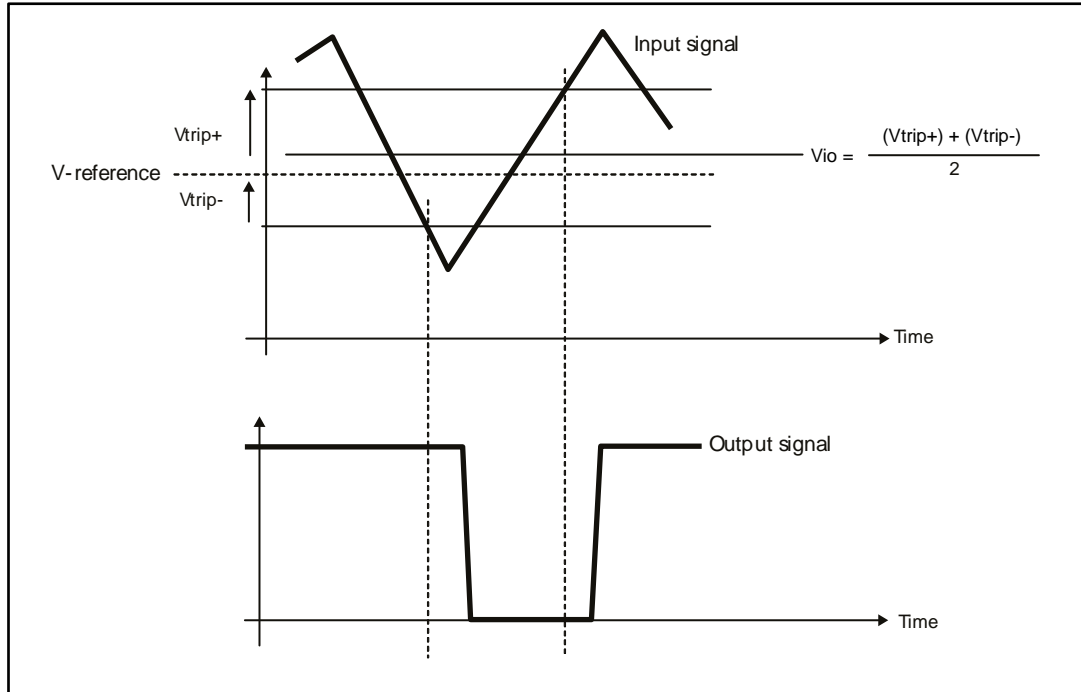 Input signal
Vtrip+
V-reference
Vtrip-
Vio = (Vtrip+) + (Vtrip-)
2
Time
Output signal
Time